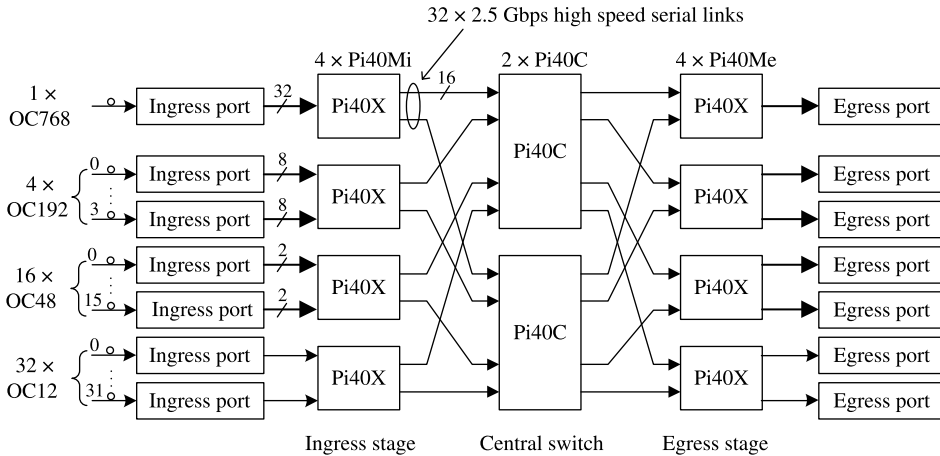 32 × 2.5 Gbps high speed serial links
4 × Pi40Mi
2 × Pi40C
4 × Pi40Me
1 ×
OC768
Ingress port
32
Pi40X
16
Pi40C
Pi40X
Egress port
4 ×
OC192
0
3
Ingress port
8
Ingress port
8
Pi40X
Pi40X
Egress port
Egress port
16 ×
OC48
0
15
Ingress port
2
Ingress port
2
Pi40X
Pi40C
Pi40X
Egress port
Egress port
32 ×
OC12
0
31
Ingress port
Ingress port
Pi40X
Pi40X
Egress port
Egress port
Ingress stage
Central switch
Egress stage